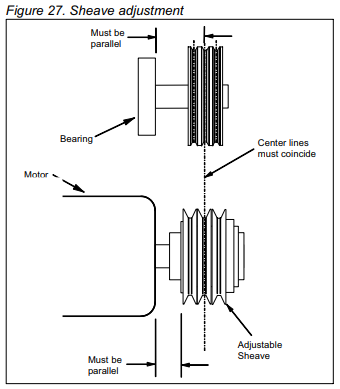 Figure 27. Sheave adjustment
Must be
parallel
Bearing
Center lines
must coincide
Motor
Adjustable
Sheave
Must be
parallel